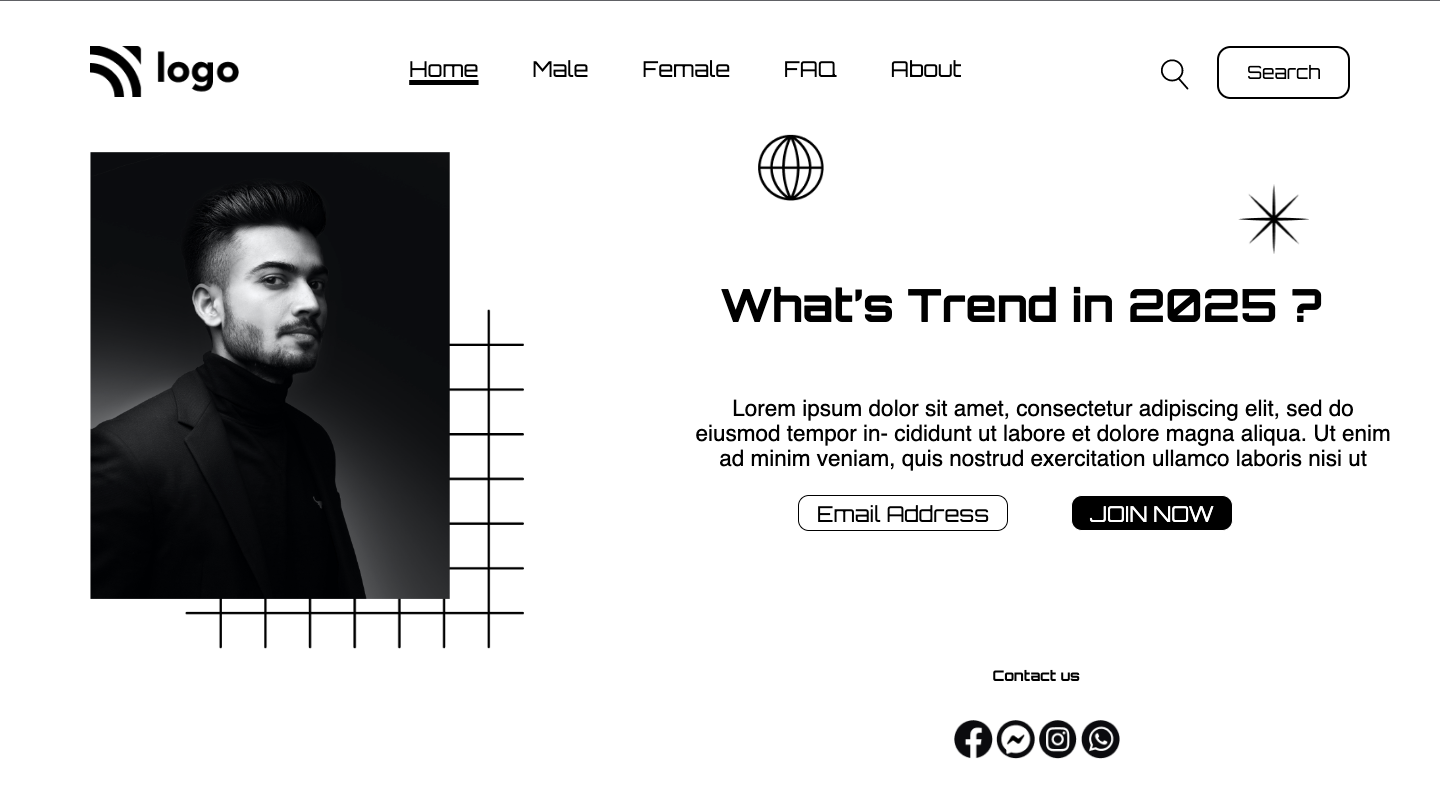 logo
Home
Male
Female
FAQ
About
Search
What's Trend in 2025 ?
Lorem ipsum dolor sit amet, consectetur adipiscing elit, sed do
eiusmod tempor in- cididunt ut labore et dolore magna aliqua. Ut enim
ad minim veniam, quis nostrud exercitation ullamco laboris nisi ut
Email Address
JOIN NOW
Contact us